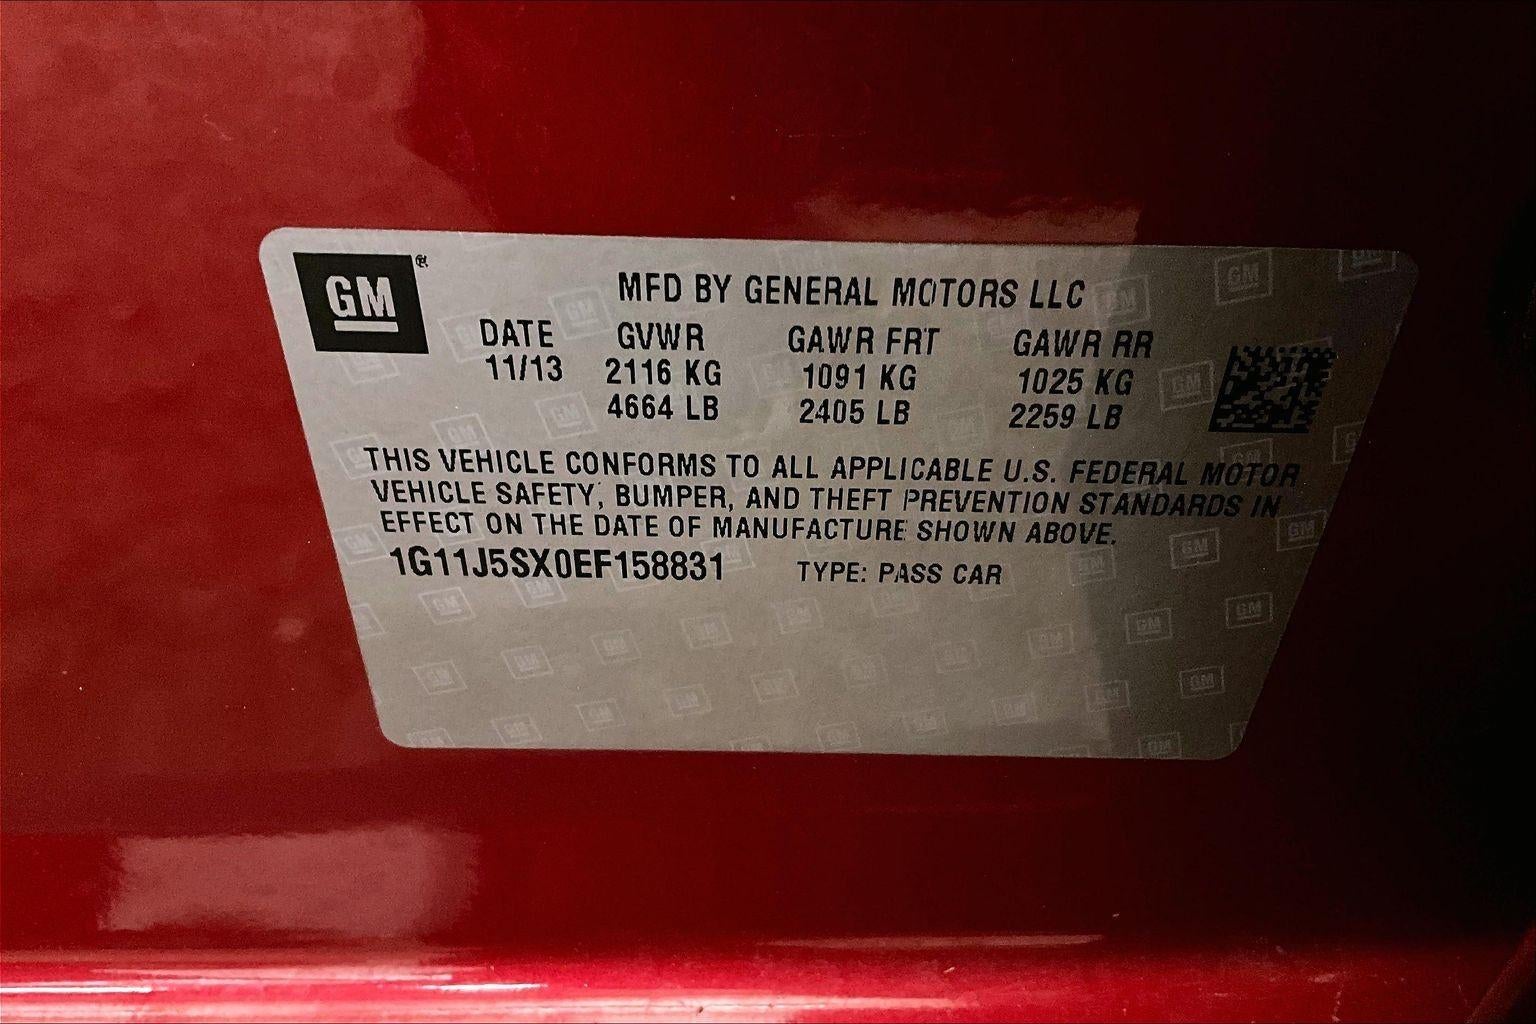 GM®
MFD BY GENERAL MOTORS LLC
DATE GVWR GAWR FRT GAWR RR
11/13 2116 KG 1091 KG 1025 KG
4664 LB 2405 LB 2259 LB
THIS VEHICLE CONFORMS TO ALL APPLICABLE U.S. FEDERAL MOTOR
VEHICLE SAFETY, BUMPER, AND THEFT PREVENTION STANDARDS IN
EFFECT ON THE DATE OF MANUFACTURE SHOWN ABOVE.
1G11J5SX0EF158831 TYPE: PASS CAR